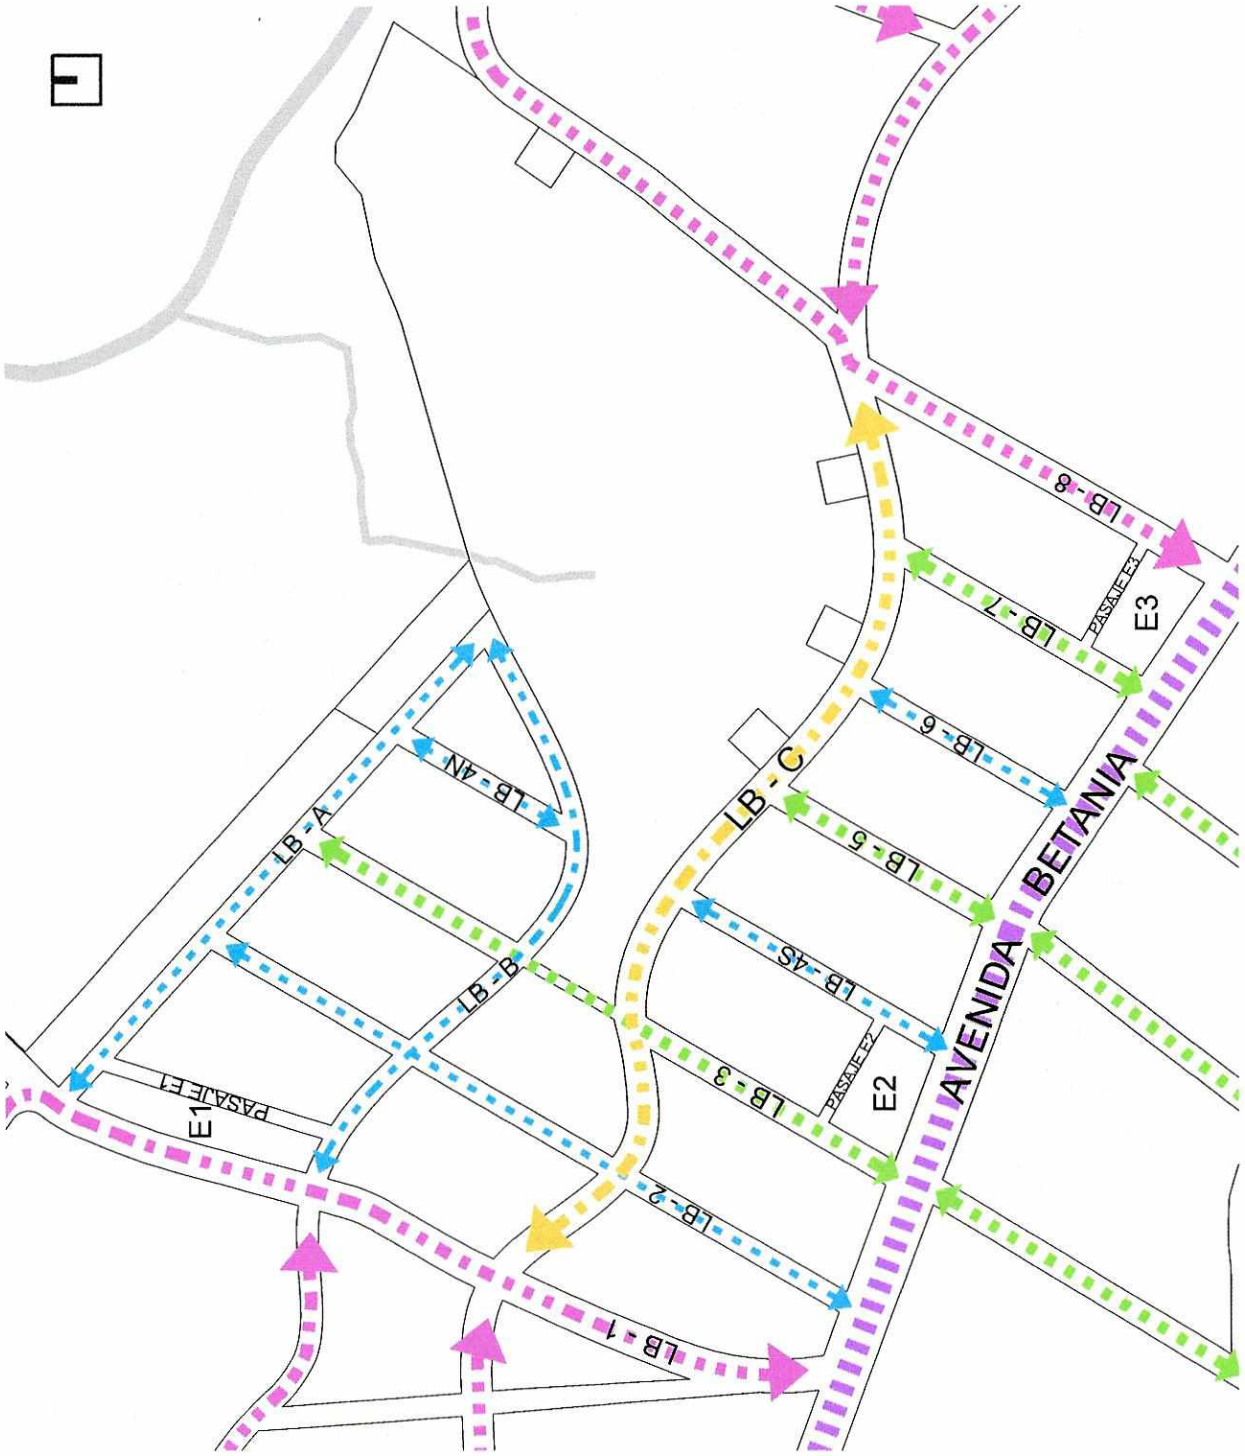 LB - 8
PASAJE E3
E3
LB - 7
LB - 6
LB - 4N
LB - C
LB - A
LB - 5
AVENIDA BETANIA
LB - B
LB - 4S
PASAJE E2
E2
LB - 3
PASAJE E1
E1
LB - 2
LB - 1